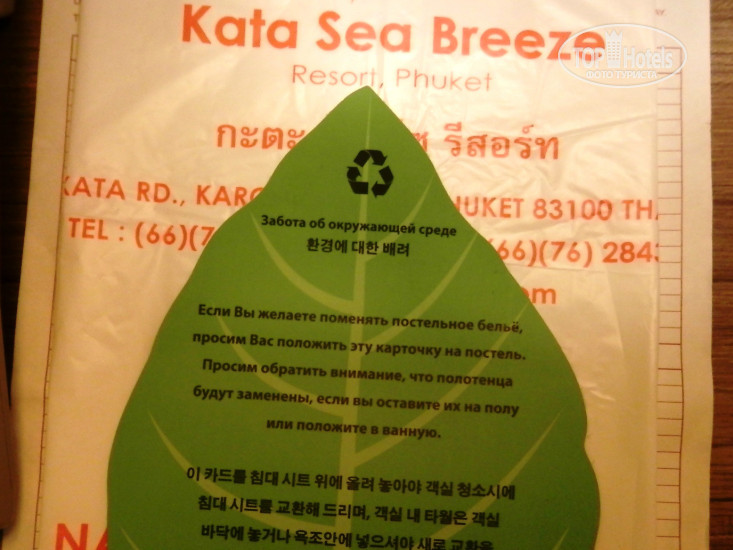 Kata Sea Breeze
TOP Hotels
ФОТО ТУРИСТА
Resort, Phuket
กะตะ รีสอร์ท
KATA RD., HUKET 83100
TEL : (66)(7 66)(76) 2843
Забота об окружающей среде
환경에 대한 배려
Если Вы желаете поменять постельное бельё,
просим Вас положить эту карточку на постель.
Просим обратить внимание, что полотенца
будут заменены, если вы оставите их на полу
или положите в ванную.
이 카드를 침대 시트 위에 올려 놓아야 객실 청소시에
침대 시트를 교환해 드리며, 객실 내 타월은 객실
바닥에 놓거나 욕조안에 넣으셔야 새로 교환을